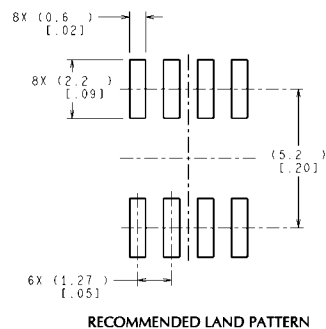 8X (0.6 )
[.02]
8X (2.2 )
[.09]
(5.2 )
[.20]
6X (1.27 )
[.05]
RECOMMENDED LAND PATTERN